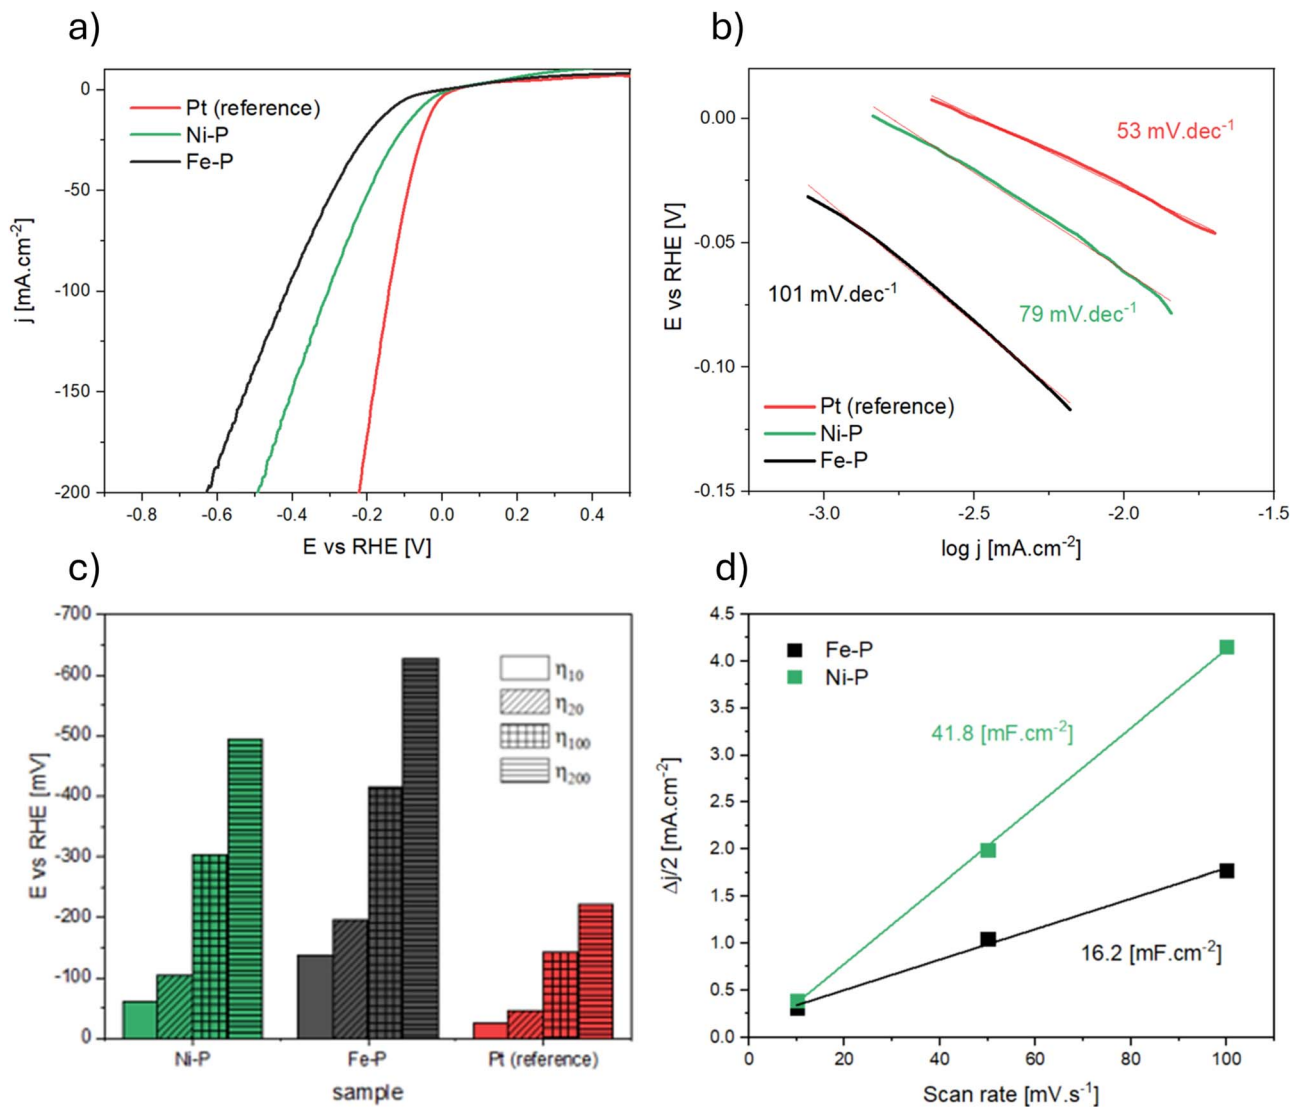 a)
0
-50
-100
-150
-200
j [mA.cm-2]
-0.8 -0.6 -0.4 -0.2 0.0 0.2 0.4
E vs RHE [V]
Pt (reference)
Ni-P
Fe-P
b)
0.00
-0.05
-0.10
-0.15
E vs RHE [V]
-3.0 -2.5 -2.0 -1.5
log j [mA.cm-2]
53 mV.dec-1
101 mV.dec-1
79 mV.dec-1
Pt (reference)
Ni-P
Fe-P
c)
-700
-600
-500
-400
-300
-200
-100
0
E vs RHE [mV]
η10
η20
η100
η200
Ni-P Fe-P Pt (reference)
sample
d)
4.5
4.0
3.5
3.0
2.5
2.0
1.5
1.0
0.5
0.0
Δj/2 [mA.cm-2]
Fe-P
Ni-P
41.8 [mF.cm-2]
16.2 [mF.cm-2]
0 20 40 60 80 100
Scan rate [mV.s-1]